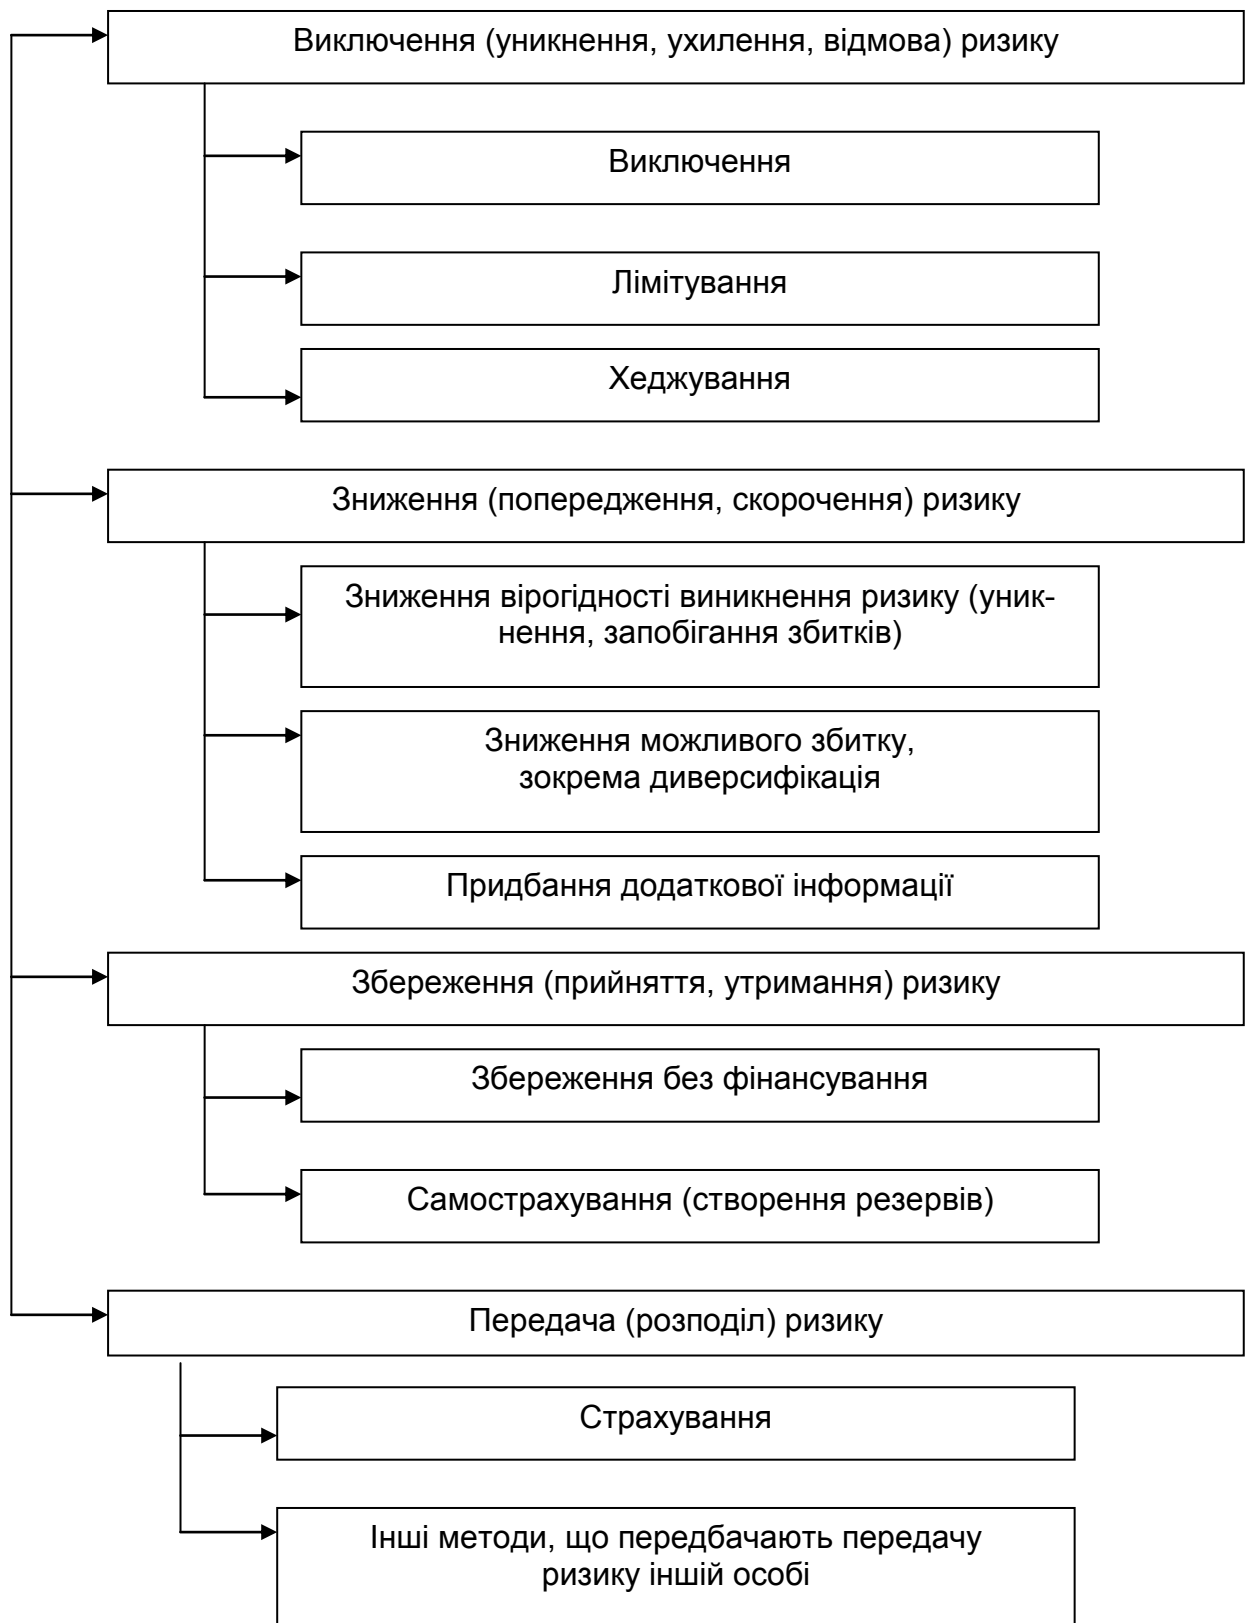 Виключення (уникнення, ухилення, відмова) ризику
Виключення
Лімітування
Хеджування
Зниження (попередження, скорочення) ризику
Зниження вірогідності виникнення ризику (уник-
нення, запобігання збитків)
Зниження можливого збитку,
зокрема диверсифікація
Придбання додаткової інформації
Збереження (прийняття, утримання) ризику
Збереження без фінансування
Самострахування (створення резервів)
Передача (розподіл) ризику
Страхування
Інші методи, що передбачають передачу
ризику іншій особі